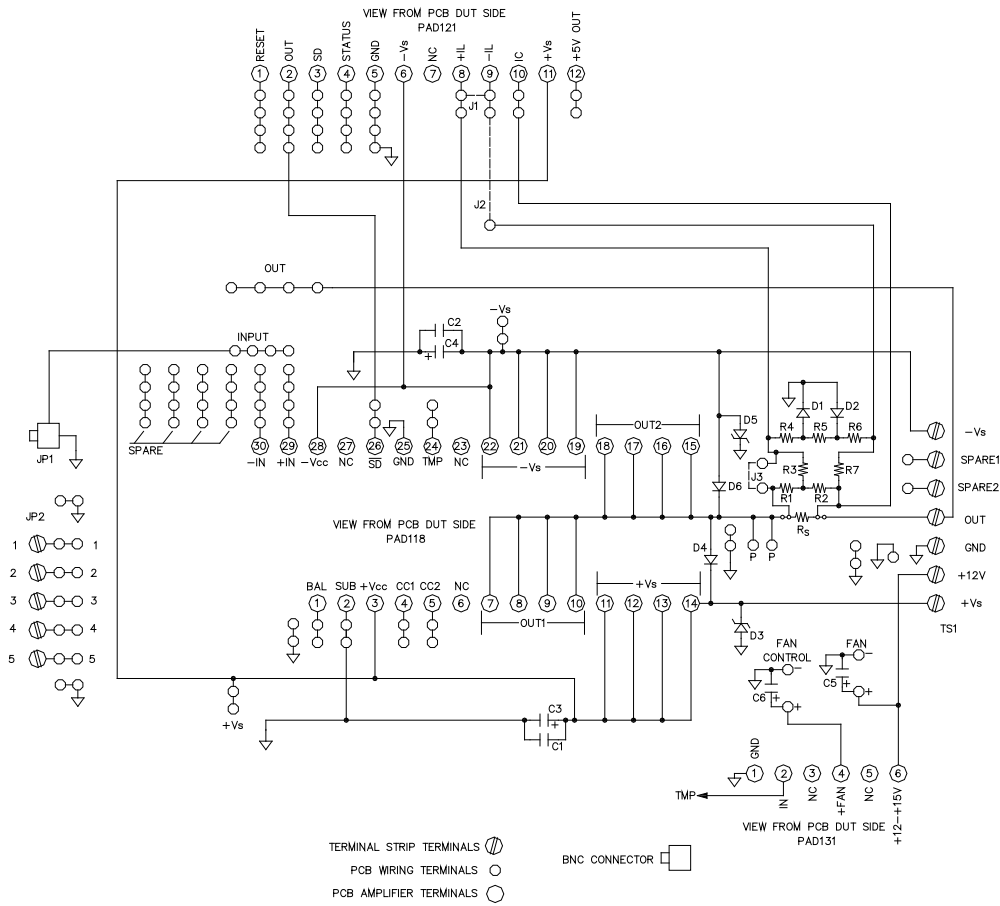 VIEW FROM PCB DUT SIDE
PAD121
RESET
OUT
SD
STATUS
GND
-Vs
NC
+IL
-IL
IC
+Vs
+5V OUT
1
2
3
4
5
6
7
8
9
10
11
12
J1
J2
OUT
INPUT
-Vs
C2
C4
+
SPARE
JP1
30
29
28
27
26
25
24
23
22
21
20
19
18
17
16
15
-IN
+IN
-Vcc
NC
SD
GND
TMP
NC
-Vs
OUT2
D5
D6
D1
D2
R4
R5
R6
R3
R7
J3
R1
R2
RS
-Vs
SPARE1
SPARE2
OUT
GND
+12V
+Vs
TS1
VIEW FROM PCB DUT SIDE
PAD118
D4
P
P
JP2
1
1
2
2
3
3
4
4
5
5
BAL
SUB
+Vcc
CC1
CC2
NC
1
2
3
4
5
6
7
8
9
10
11
12
13
14
OUT1
+Vs
D3
+Vs
C3
+
C1
FAN
CONTROL
-
C6
+
+
FAN
-
C5
+
+
GND
1
2
3
4
5
6
TMP
IN
NC
+FAN
NC
+12-+15V
VIEW FROM PCB DUT SIDE
PAD131
TERMINAL STRIP TERMINALS
PCB WIRING TERMINALS
PCB AMPLIFIER TERMINALS
BNC CONNECTOR